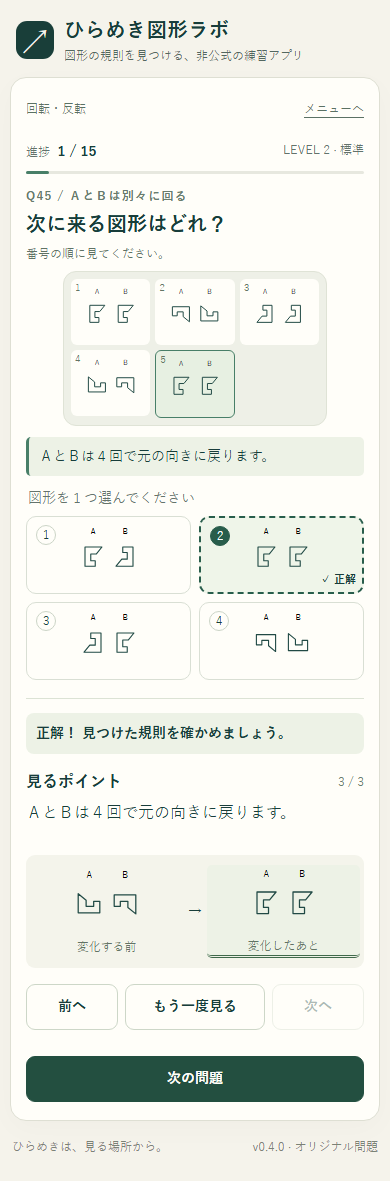 ひらめき図形ラボ
図形の規則を見つける、非公式の練習アプリ
回転・反転
メニューへ
進捗 1 / 15
LEVEL 2 · 標準
Q45 / AとBは別々に回る
次に来る図形はどれ？
番号の順に見てください。
1 A B
2 A B
3 A B
4 A B
5 A B
AとBは4回で元の向きに戻ります。
図形を1つ選んでください
1 A B
2 A B
✓ 正解
3 A B
4 A B
正解！ 見つけた規則を確かめましょう。
見るポイント
3 / 3
AとBは4回で元の向きに戻ります。
A B
→
A B
変化する前
変化したあと
前へ
もう一度見る
次へ
次の問題
ひらめきは、見る場所から。
v0.4.0 · オリジナル問題